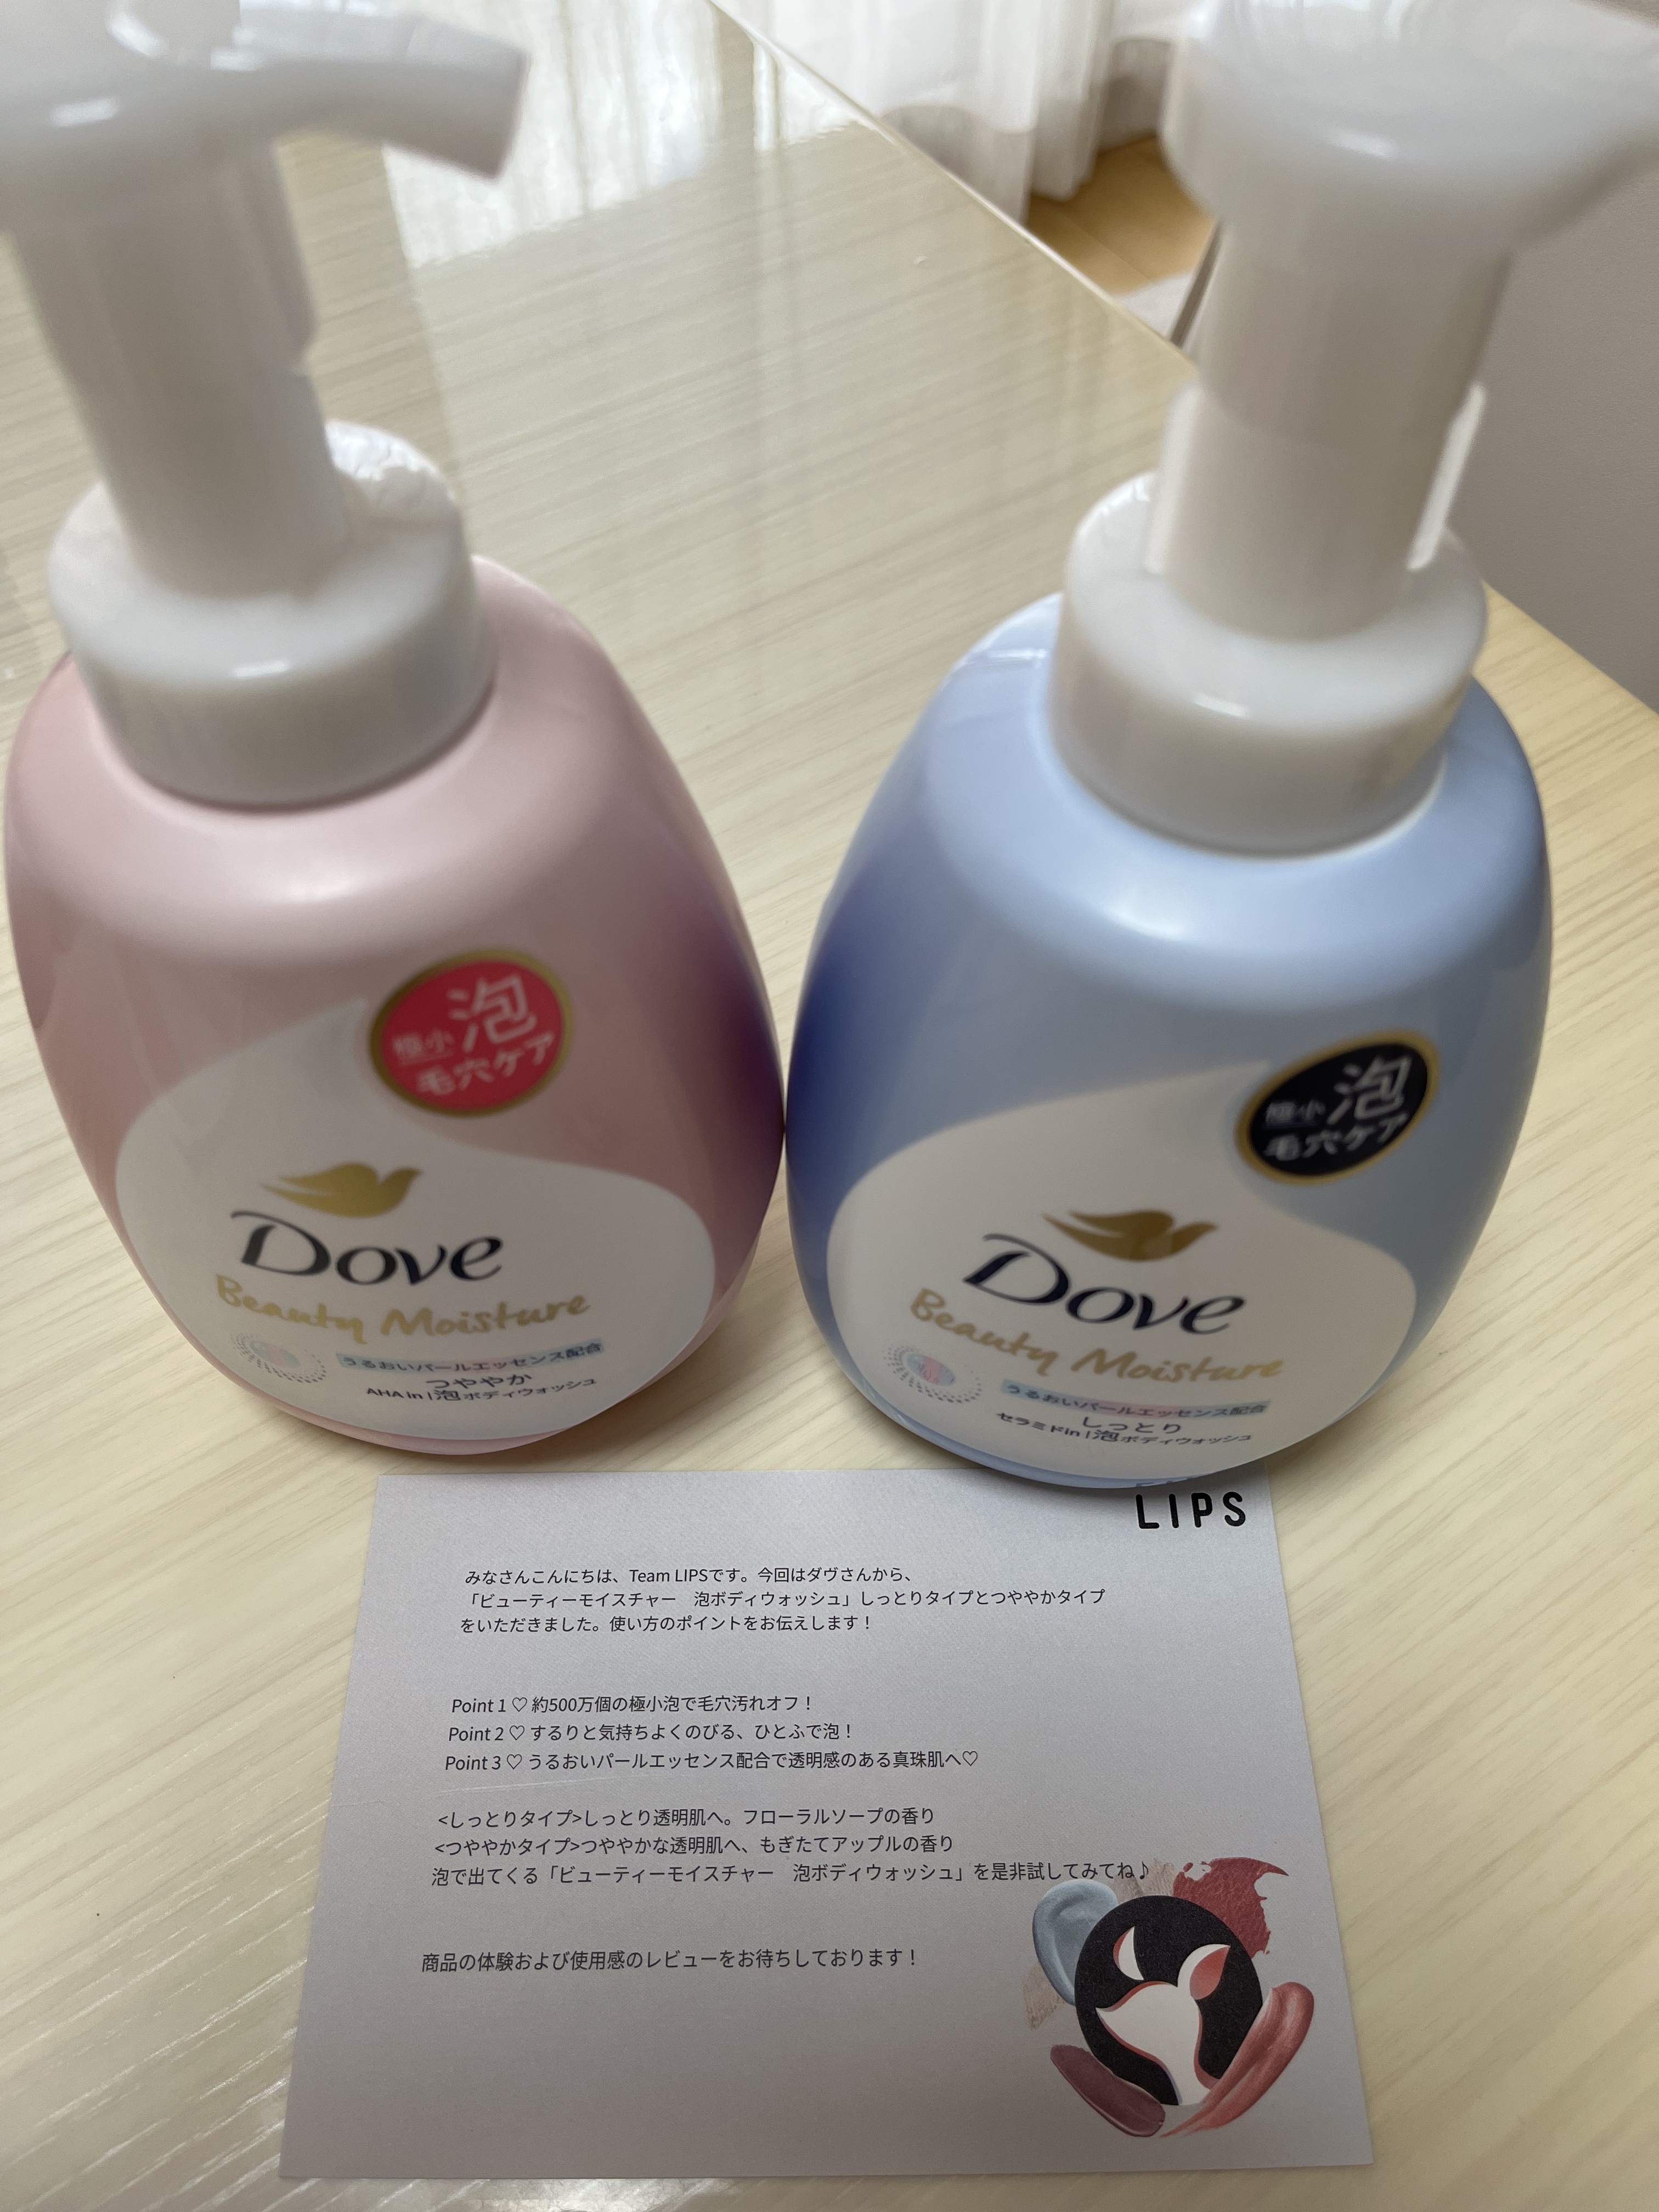 極小泡
毛穴ケア
Dove
Beauty Moisture
うるおいパールエッセンス配合
つややか
AHA in | 泡ボディウォッシュ
極小泡
毛穴ケア
Dove
Beauty Moisture
うるおいパールエッセンス配合
しっとり
セラミドin | 泡ボディウォッシュ
LIPS
みなさんこんにちは、Team LIPSです。今回はダヴさんから、
「ビューティーモイスチャー　泡ボディウォッシュ」しっとりタイプとつややかタイプ
をいただきました。使い方のポイントをお伝えします！
Point 1 ♡ 約500万個の極小泡で毛穴汚れオフ！
Point 2 ♡ するりと気持ちよくのびる、ひとふで泡！
Point 3 ♡ うるおいパールエッセンス配合で透明感のある真珠肌へ♡
<しっとりタイプ>しっとり透明肌へ。フローラルソープの香り
<つややかタイプ>つややかな透明肌へ、もぎたてアップルの香り
泡で出てくる「ビューティーモイスチャー　泡ボディウォッシュ」を是非試してみてね♪
商品の体験および使用感のレビューをお待ちしております！